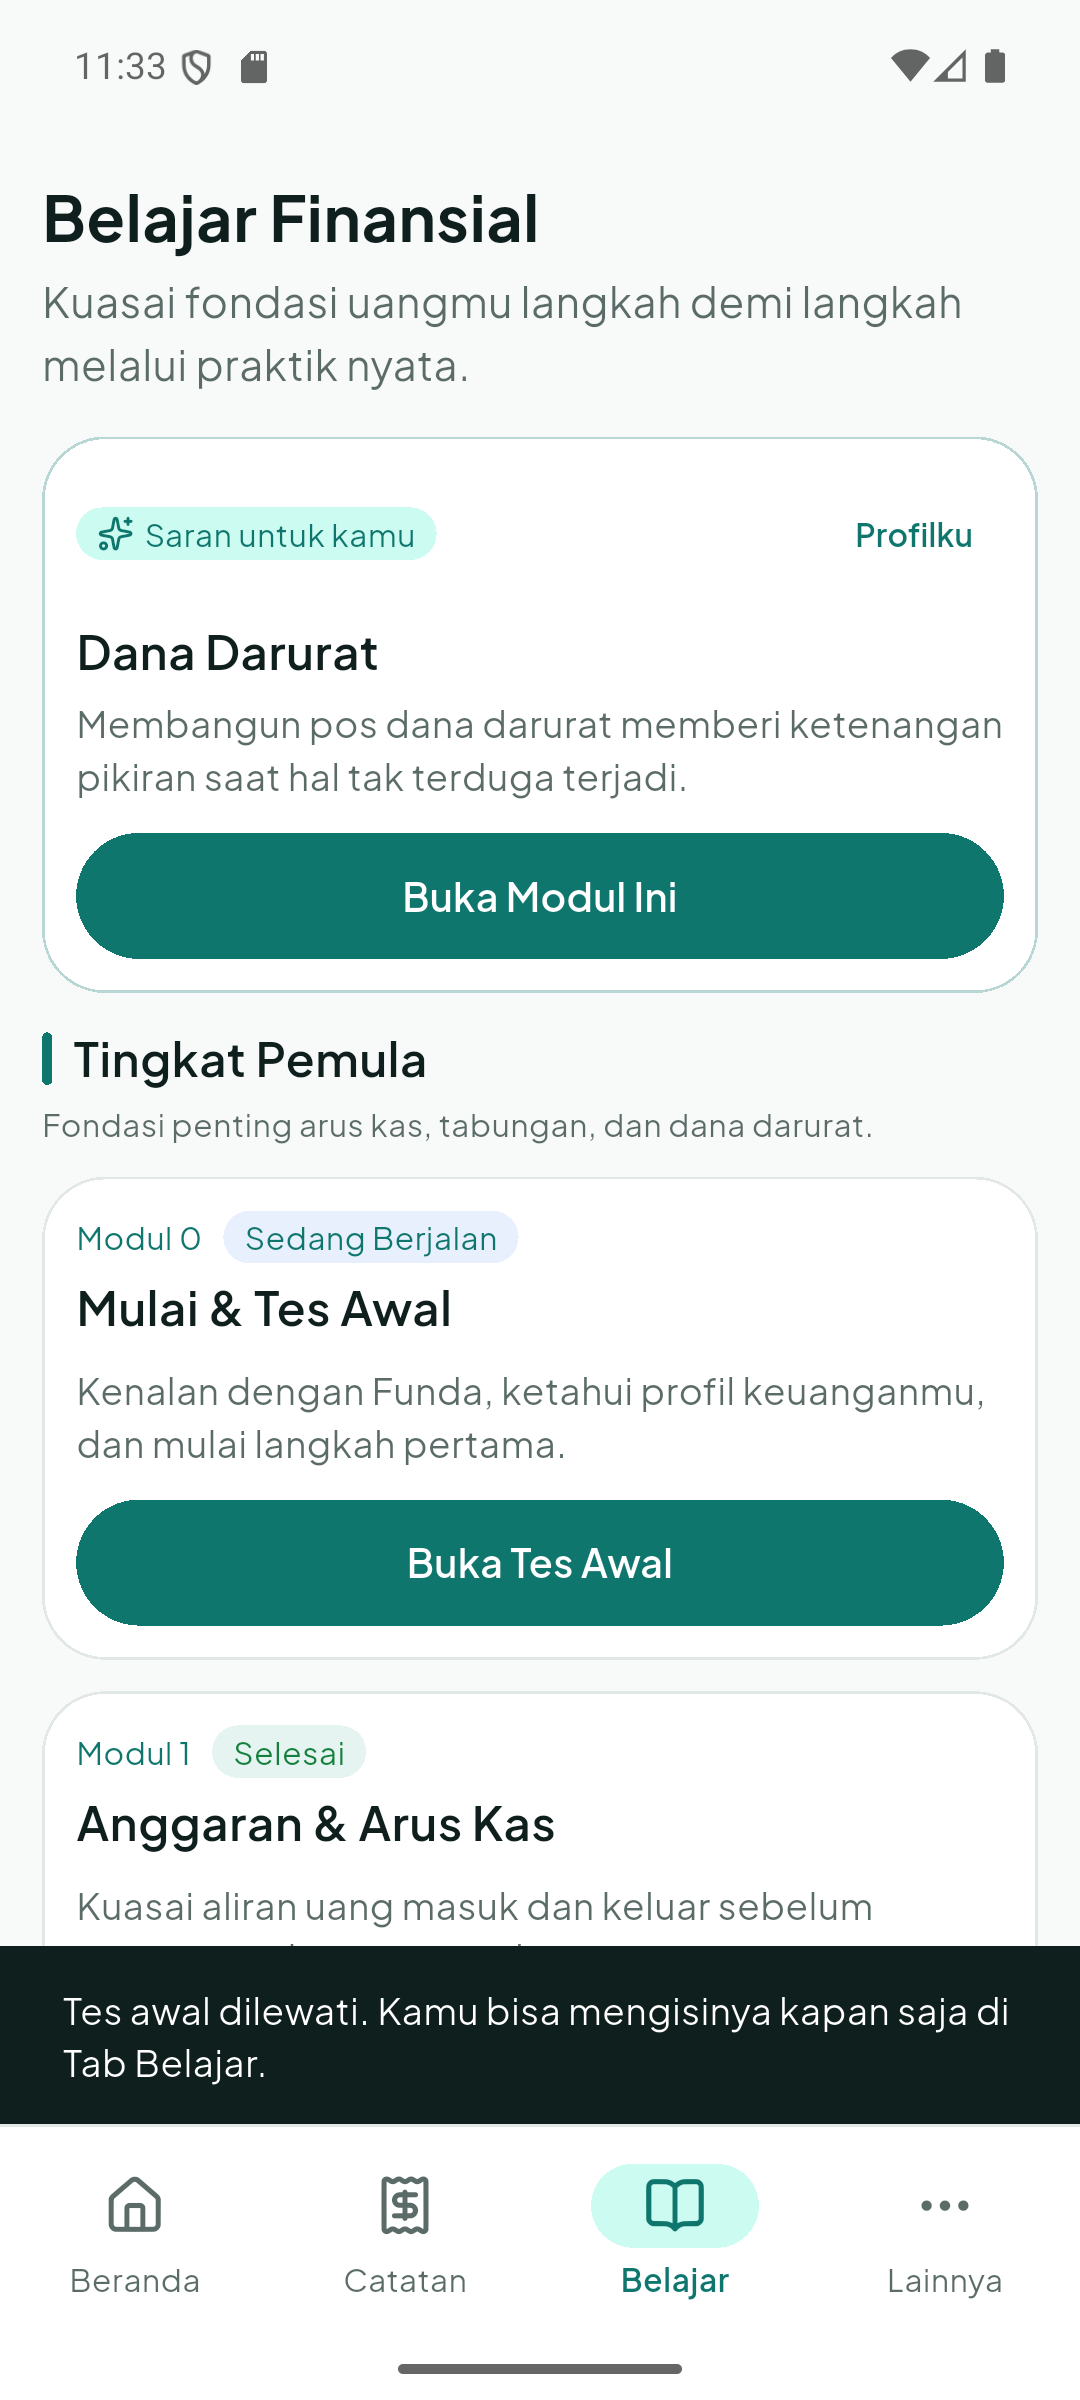 11:33
Belajar Finansial
Kuasai fondasi uangmu langkah demi langkah
melalui praktik nyata.
Saran untuk kamu
Profilku
Dana Darurat
Membangun pos dana darurat memberi ketenangan
pikiran saat hal tak terduga terjadi.
Buka Modul Ini
Tingkat Pemula
Fondasi penting arus kas, tabungan, dan dana darurat.
Modul 0 Sedang Berjalan
Mulai & Tes Awal
Kenalan dengan Funda, ketahui profil keuanganmu,
dan mulai langkah pertama.
Buka Tes Awal
Modul 1 Selesai
Anggaran & Arus Kas
Kuasai aliran uang masuk dan keluar sebelum
Tes awal dilewati. Kamu bisa mengisinya kapan saja di
Tab Belajar.
Beranda
Catatan
Belajar
Lainnya